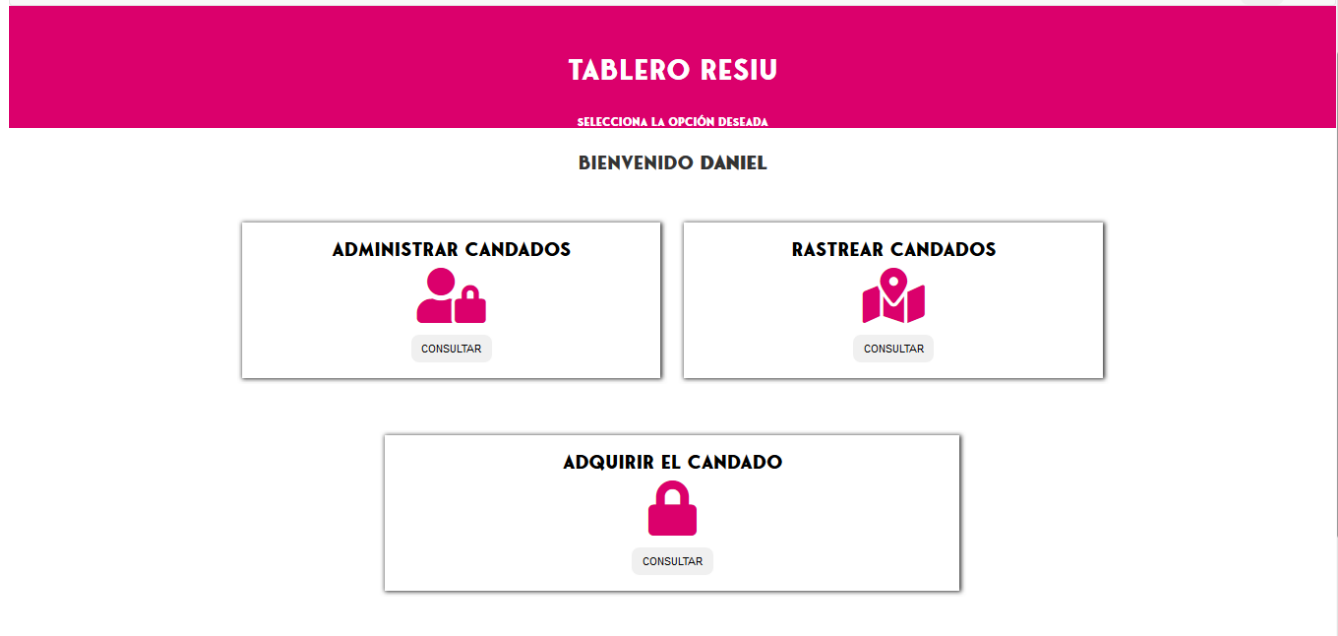 TABLERO RESIU
SELECCIONA LA OPCIÓN DESEADA
BIENVENIDO DANIEL
ADMINISTRAR CANDADOS
CONSULTAR
RASTREAR CANDADOS
CONSULTAR
ADQUIRIR EL CANDADO
CONSULTAR